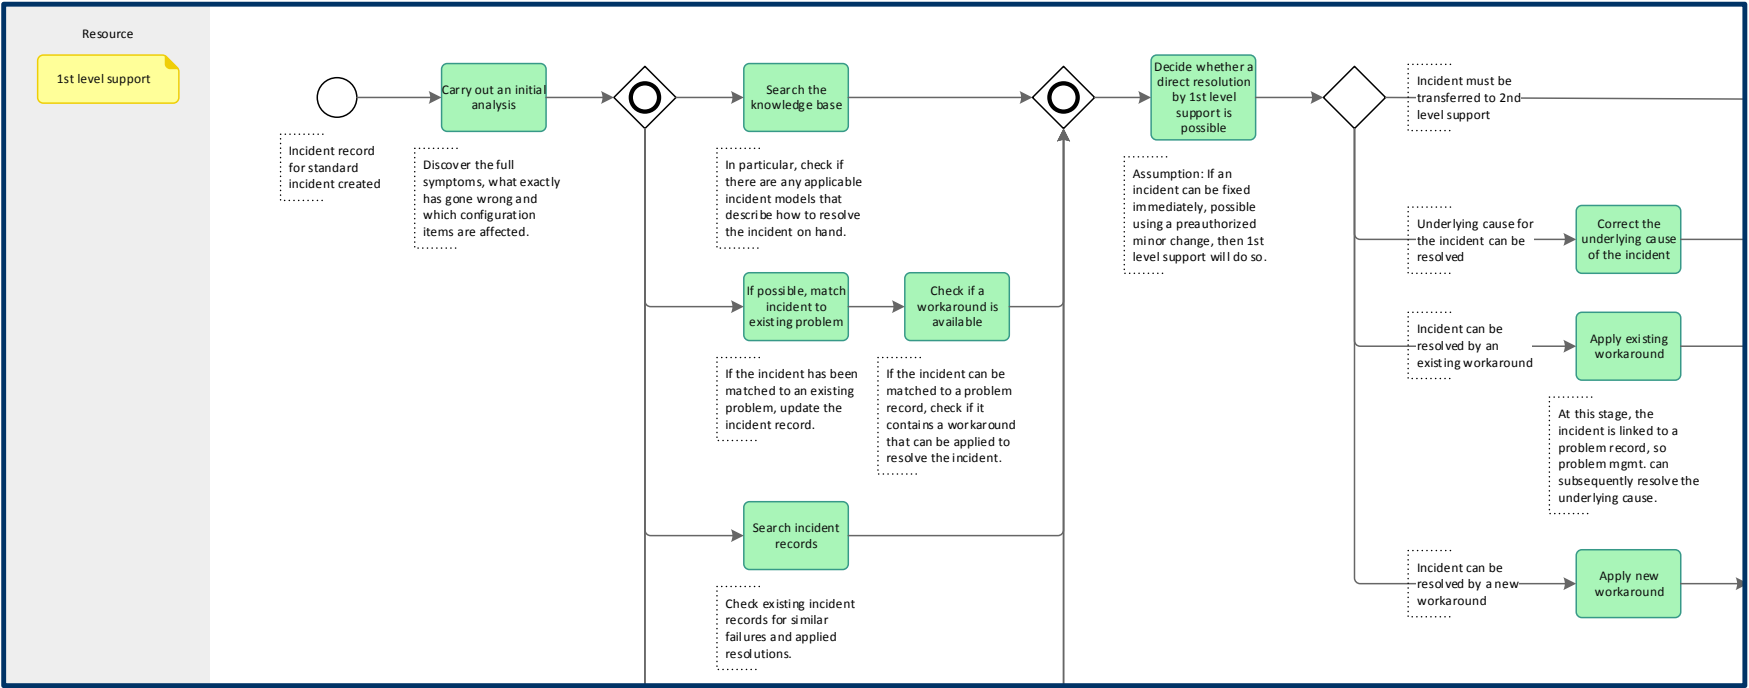 Resource
1st level support
Incident record
for standard
incident created
Carry out an initial
analysis
Discover the full
symptoms, what exactly
has gone wrong and
which configuration
items are affected.
Search the
knowledge base
In particular, check if
there are any applicable
incident models that
describe how to resolve
the incident on hand.
If possible, match
incident to
existing problem
If the incident has been
matched to an existing
problem, update the
incident record.
Check if a
workaround is
available
If the incident can be
matched to a problem
record, check if it
contains a workaround
that can be applied to
resolve the incident.
Search incident
records
Check existing incident
records for similar
failures and applied
resolutions.
Decide whether a
direct resolution
by 1st level
support is
possible
Assumption: If an
incident can be fixed
immediately, possible
using a preauthorized
minor change, then 1st
level support will do so.
Incident must be
transferred to 2nd
level support
Underlying cause for
the incident can be
resolved
Correct the
underlying cause
of the incident
Incident can be
resolved by an
existing workaround
Apply existing
workaround
At this stage, the
incident is linked to a
problem record, so
problem mgmt. can
subsequently resolve the
underlying cause.
Incident can be
resolved by a new
workaround
Apply new
workaround